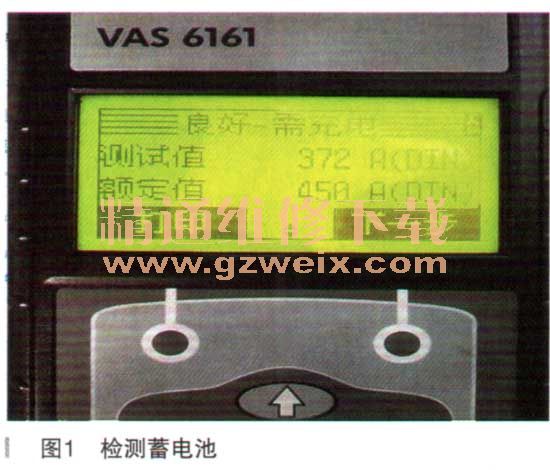 VAS 6161
良好-需充电
测试值 372 A(DIN)
额定值 450 A(DIN)
精通维修下载
www.gzweix.com
图1 检测蓄电池